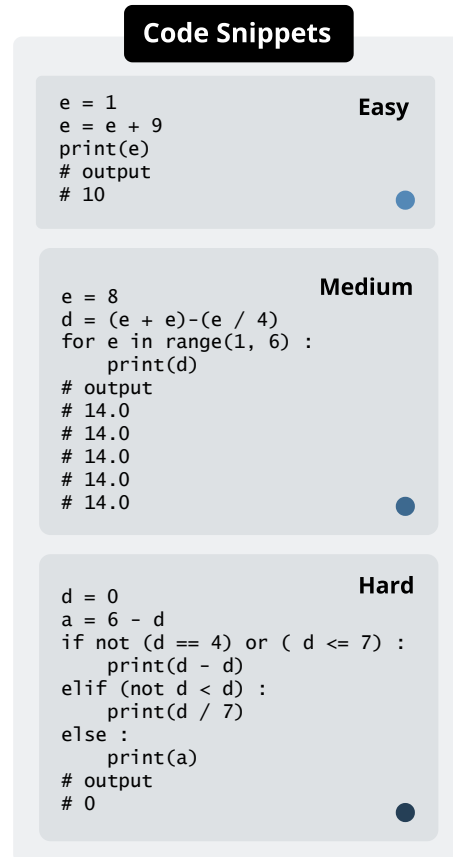 Code Snippets
Easy
e = 1
e = e + 9
print(e)
# output
# 10
Medium
e = 8
d = (e + e)-(e / 4)
for e in range(1, 6) :
    print(d)
# output
# 14.0
# 14.0
# 14.0
# 14.0
# 14.0
Hard
d = 0
a = 6 - d
if not (d == 4) or ( d <= 7) :
    print(d - d)
elif (not d < d) :
    print(d / 7)
else :
    print(a)
# output
# 0